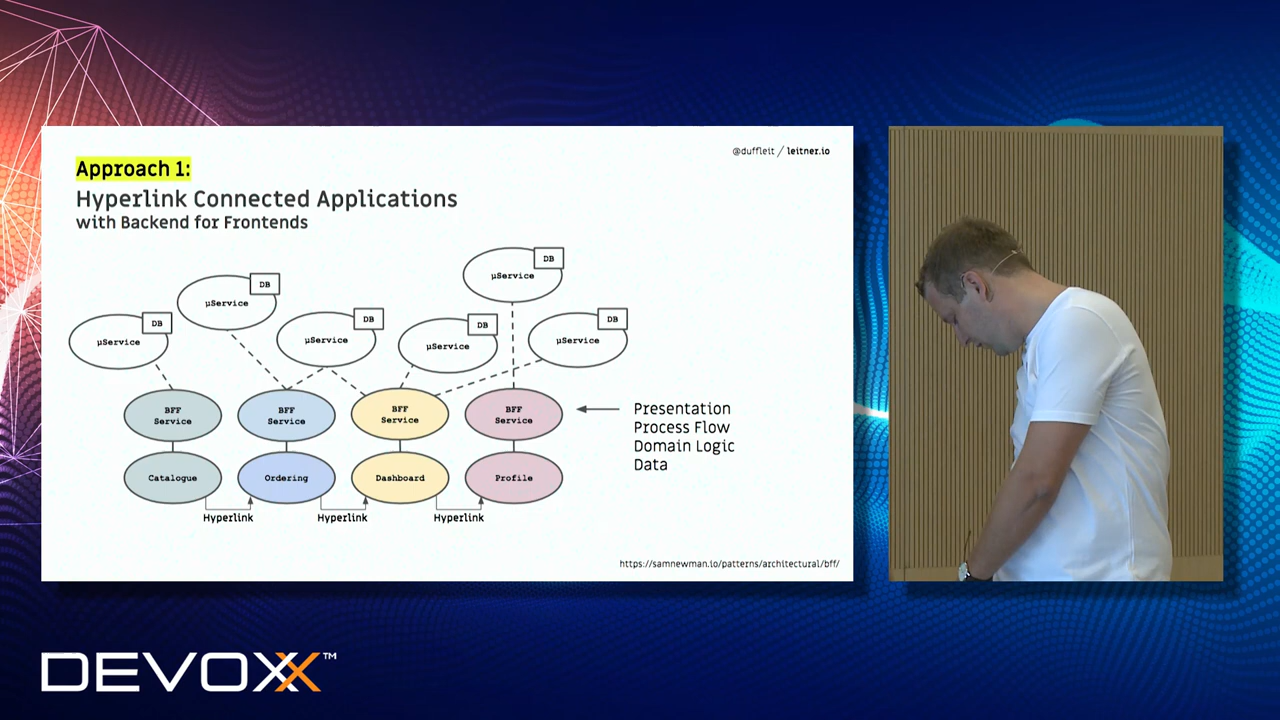 @duffleit / leitner.io
Approach 1:
Hyperlink Connected Applications
with Backend for Frontends
DB
µService
DB
µService
DB
µService
DB
µService
DB
µService
DB
µService
BFF
Service
BFF
Service
BFF
Service
BFF
Service
Presentation
Process Flow
Domain Logic
Data
Catalogue
Ordering
Dashboard
Profile
Hyperlink
Hyperlink
Hyperlink
https://samnewman.io/patterns/architectural/bff/
DEVOXX™